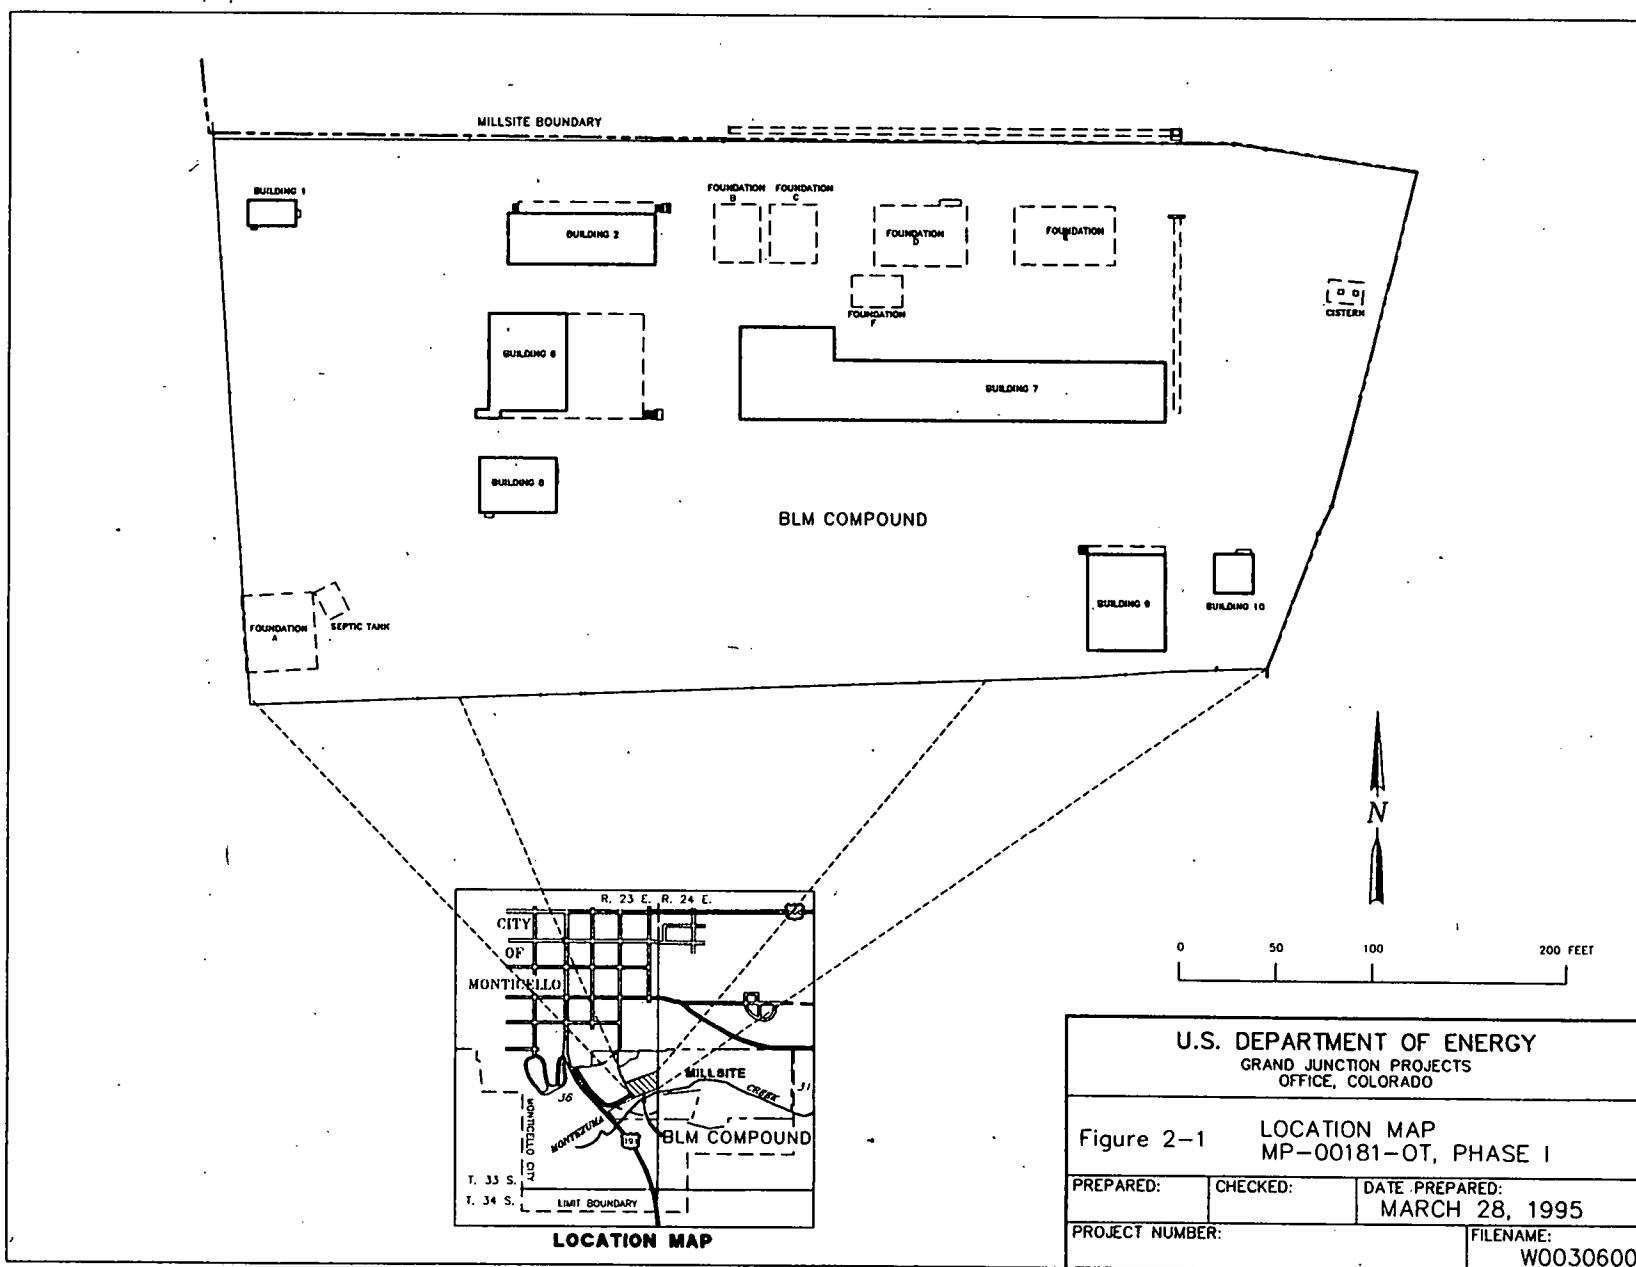 MILLSITE BOUNDARY
BUILDING 1
BUILDING 2
FOUNDATION
B
FOUNDATION
C
FOUNDATION
D
FOUNDATION
E
FOUNDATION
F
CISTERN
BUILDING 6
BUILDING 7
BUILDING 8
BLM COMPOUND
BUILDING 9
BUILDING 10
FOUNDATION
A
SEPTIC TANK
N
0 50 100 200 FEET
R. 23 E. R. 24 E.
CITY
OF
MONTICELLO
MILLSITE
CREEK
31
36
MONTEZUMA
191
BLM COMPOUND
MONTICELLO CITY
T. 33 S.
T. 34 S.
LIMIT BOUNDARY
LOCATION MAP
U.S. DEPARTMENT OF ENERGY
GRAND JUNCTION PROJECTS
OFFICE, COLORADO
Figure 2-1
LOCATION MAP
MP-00181-OT, PHASE I
PREPARED:
CHECKED:
DATE PREPARED:
MARCH 28, 1995
PROJECT NUMBER:
FILENAME:
W0030600